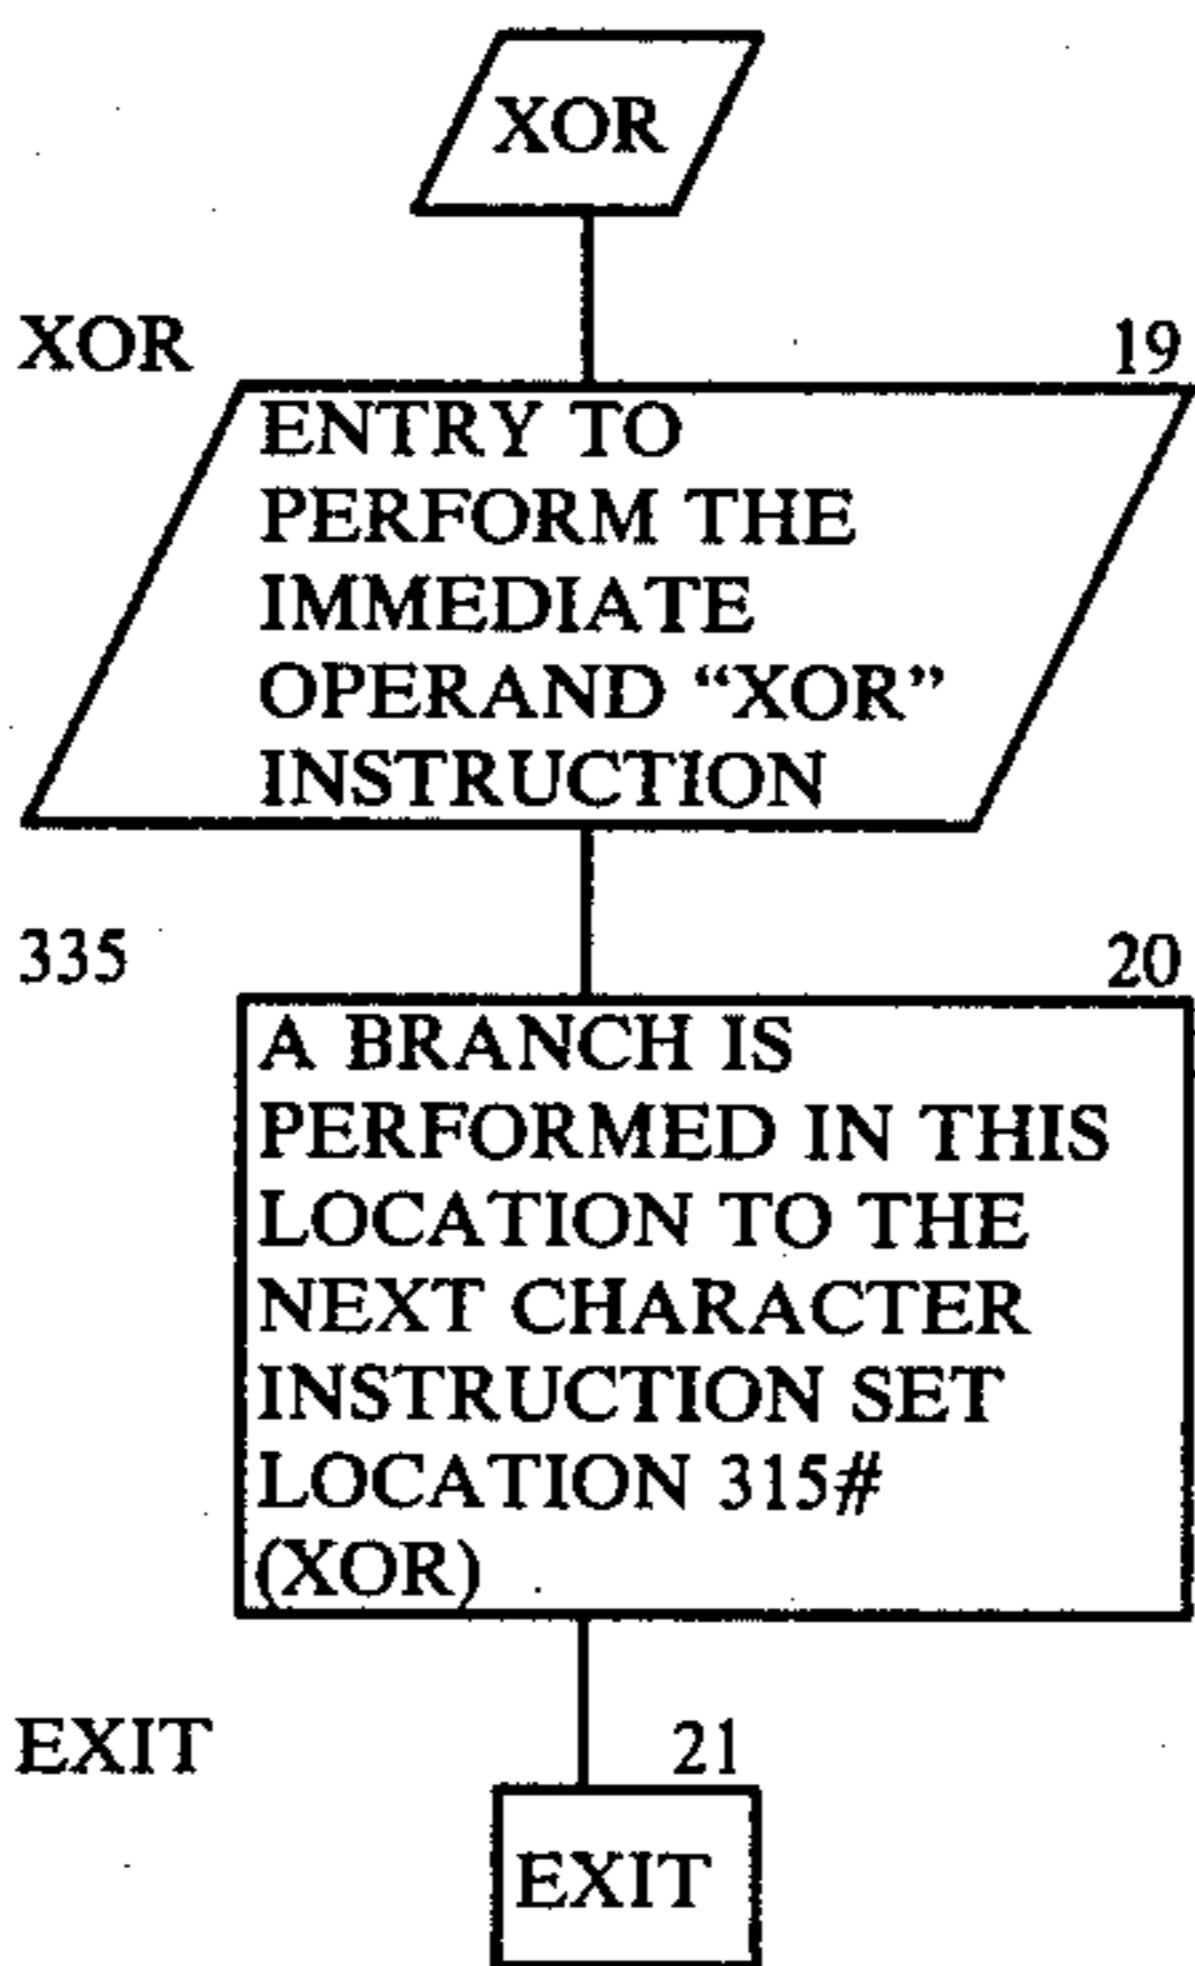 XOR
XOR 19
ENTRY TO
PERFORM THE
IMMEDIATE
OPERAND “XOR”
INSTRUCTION
335 20
A BRANCH IS
PERFORMED IN THIS
LOCATION TO THE
NEXT CHARACTER
INSTRUCTION SET
LOCATION 315#
(XOR)
EXIT 21
EXIT